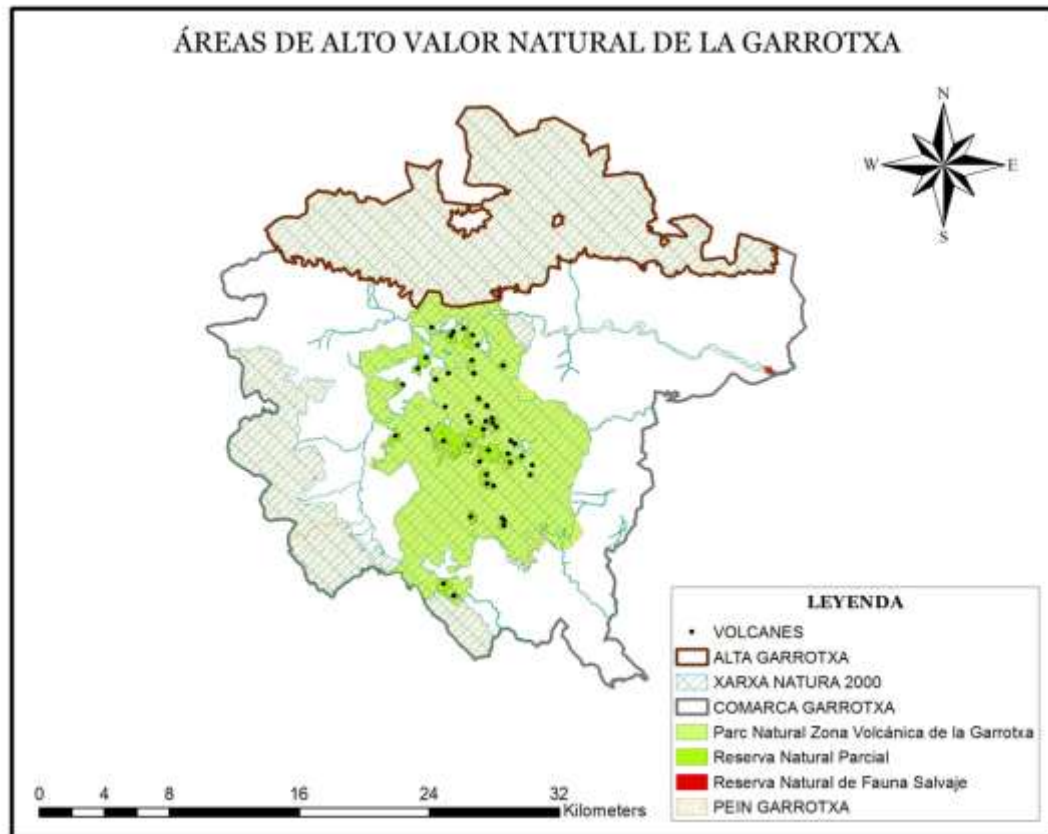 ÁREAS DE ALTO VALOR NATURAL DE LA GARROTXA
N
W E
S
LEYENDA
VOLCANES
ALTA GARROTXA
XARXA NATURA 2000
COMARCA GARROTXA
Parc Natural Zona Volcánica de la Garrotxa
Reserva Natural Parcial
Reserva Natural de Fauna Salvaje
PEIN GARROTXA
0 4 8 16 24 32
Kilometers